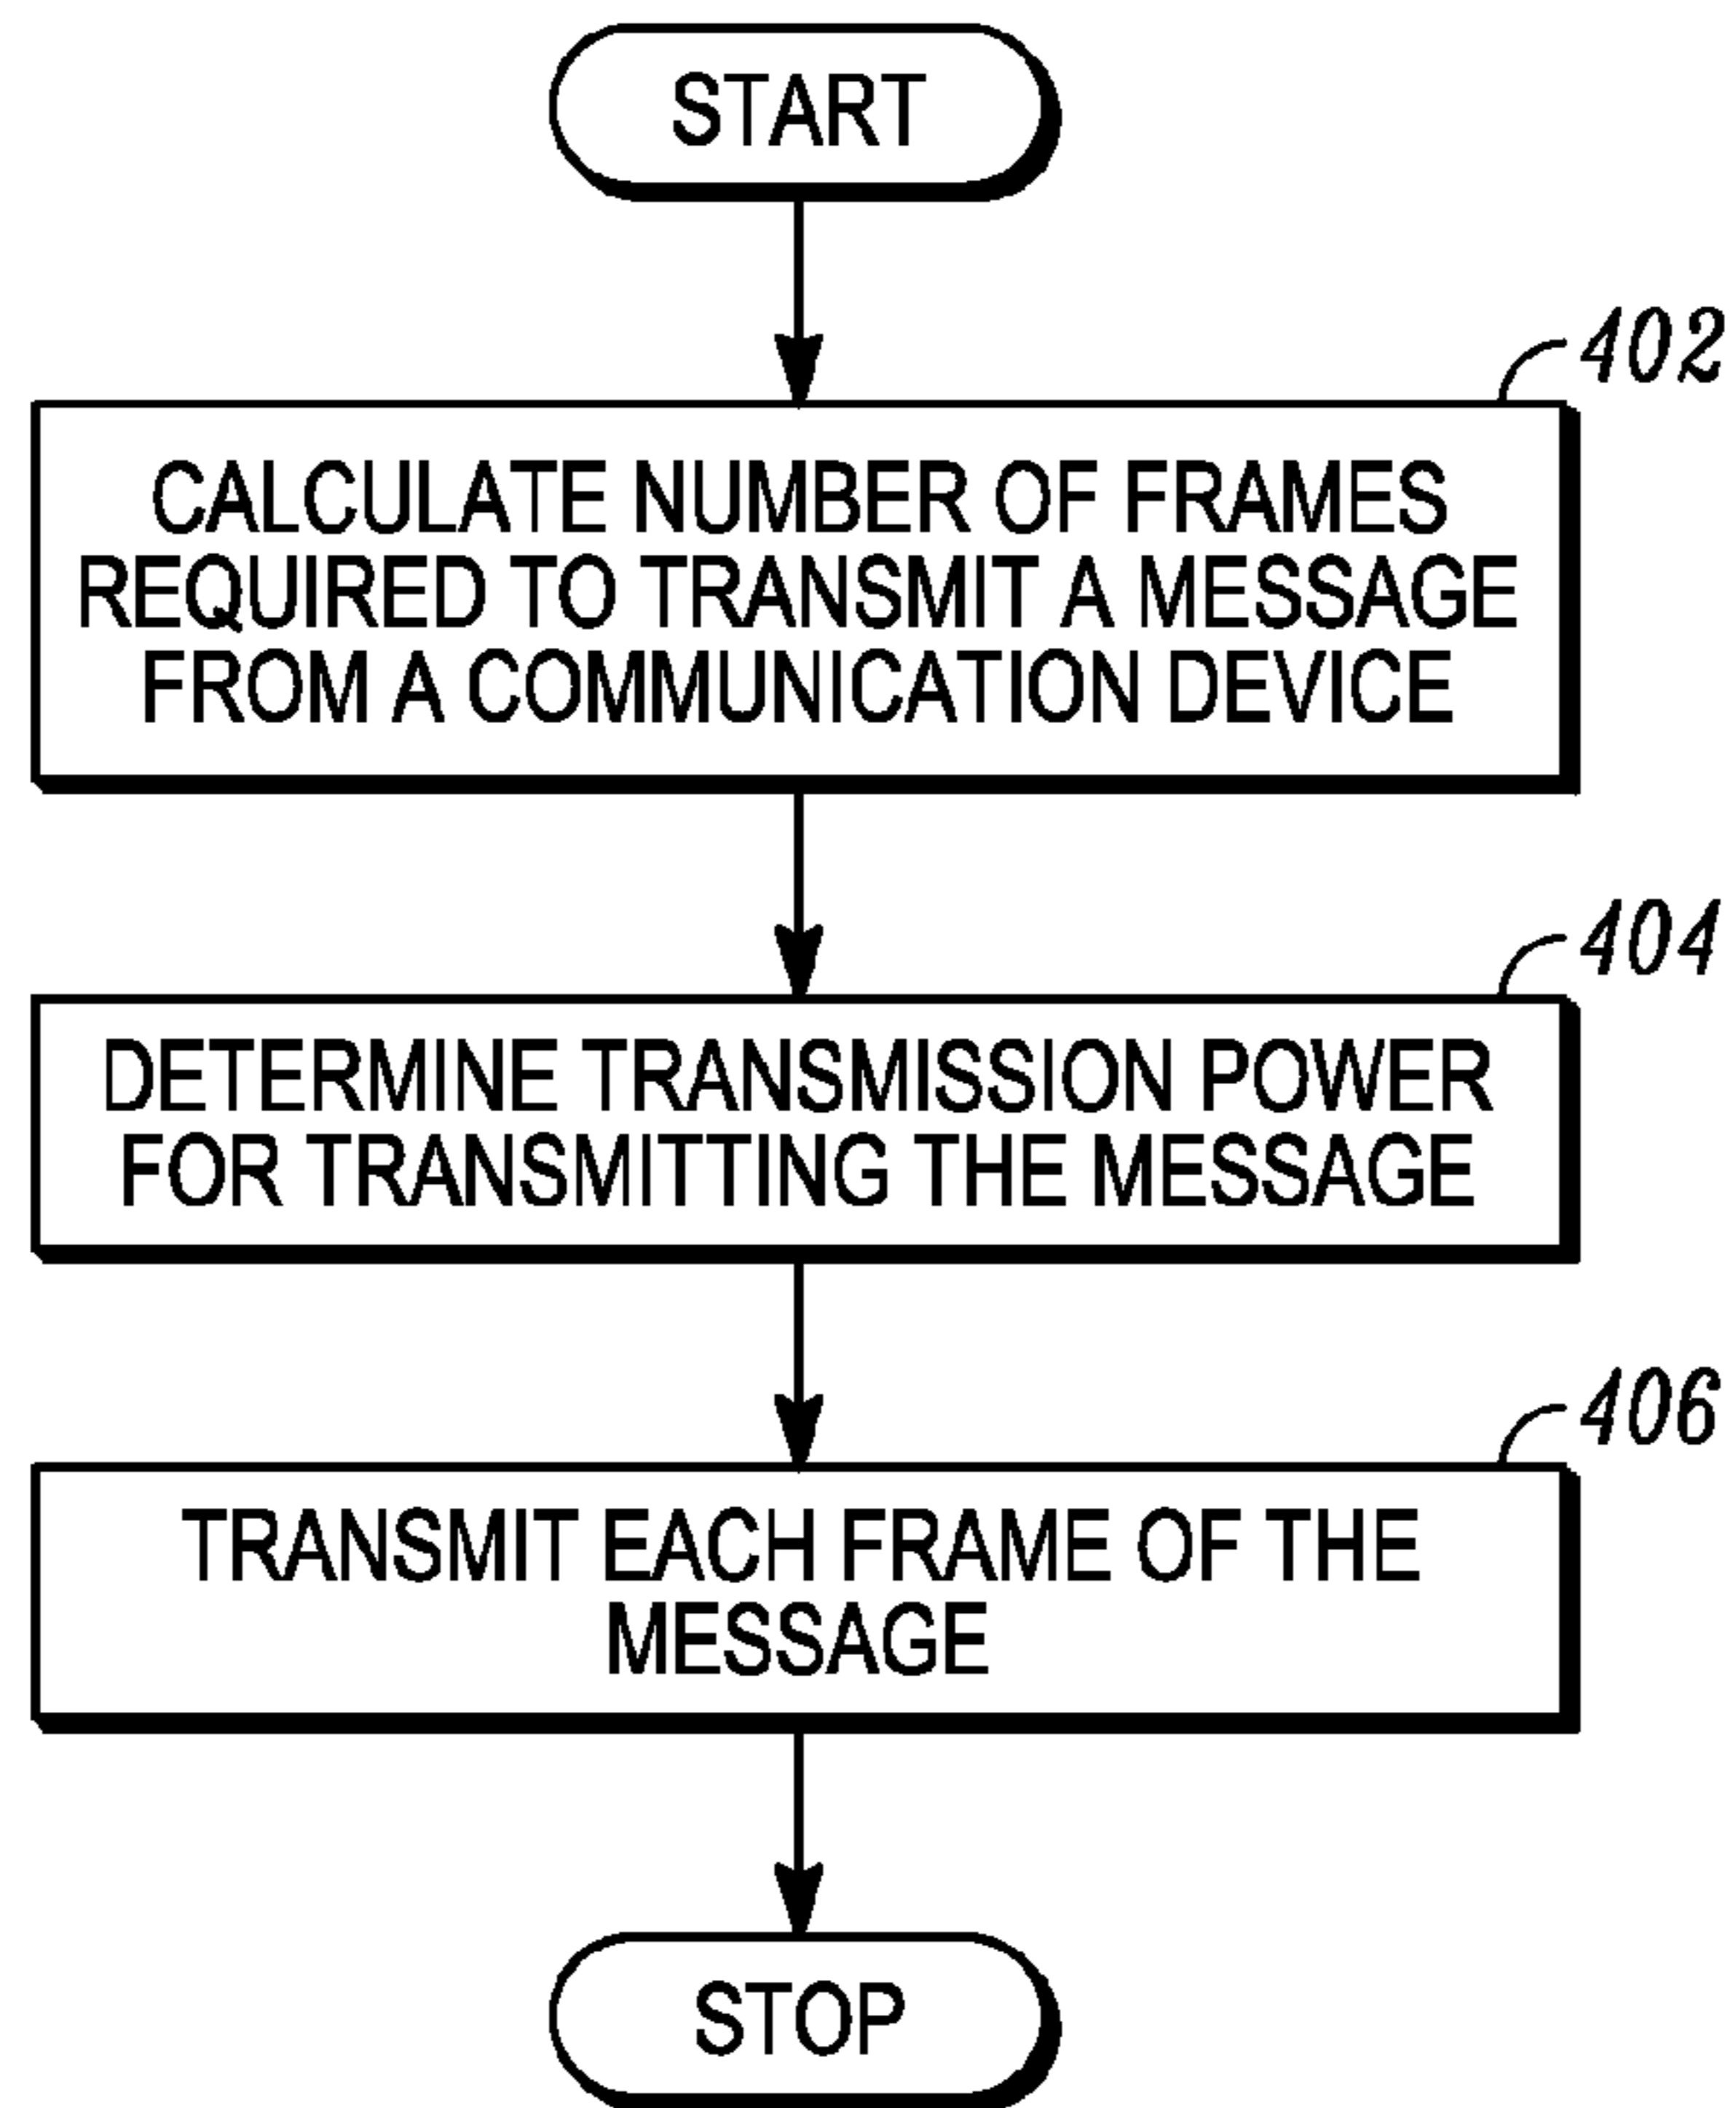 START
402
CALCULATE NUMBER OF FRAMES
REQUIRED TO TRANSMIT A MESSAGE
FROM A COMMUNICATION DEVICE
404
DETERMINE TRANSMISSION POWER
FOR TRANSMITTING THE MESSAGE
406
TRANSMIT EACH FRAME OF THE
MESSAGE
STOP